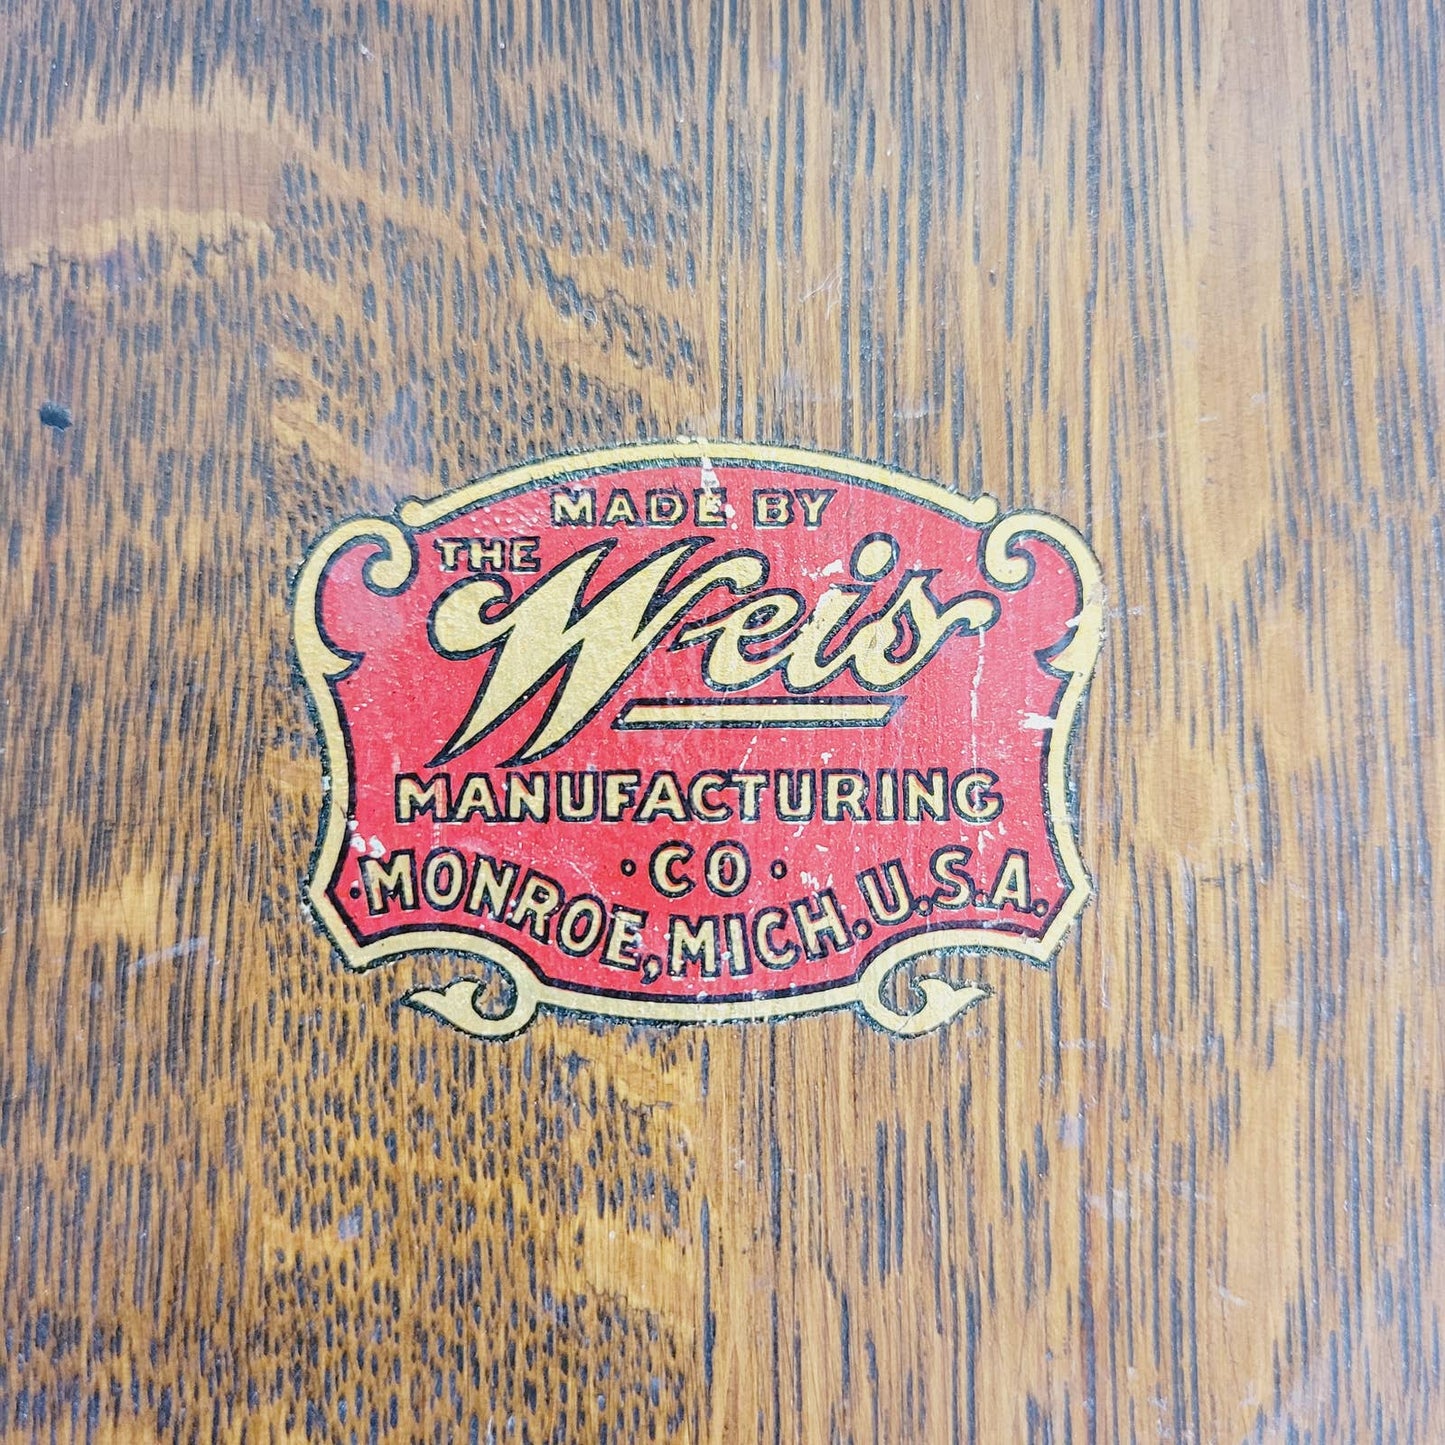 MADE BY
THE Weis
MANUFACTURING
· CO ·
· MONROE, MICH. U.S.A.